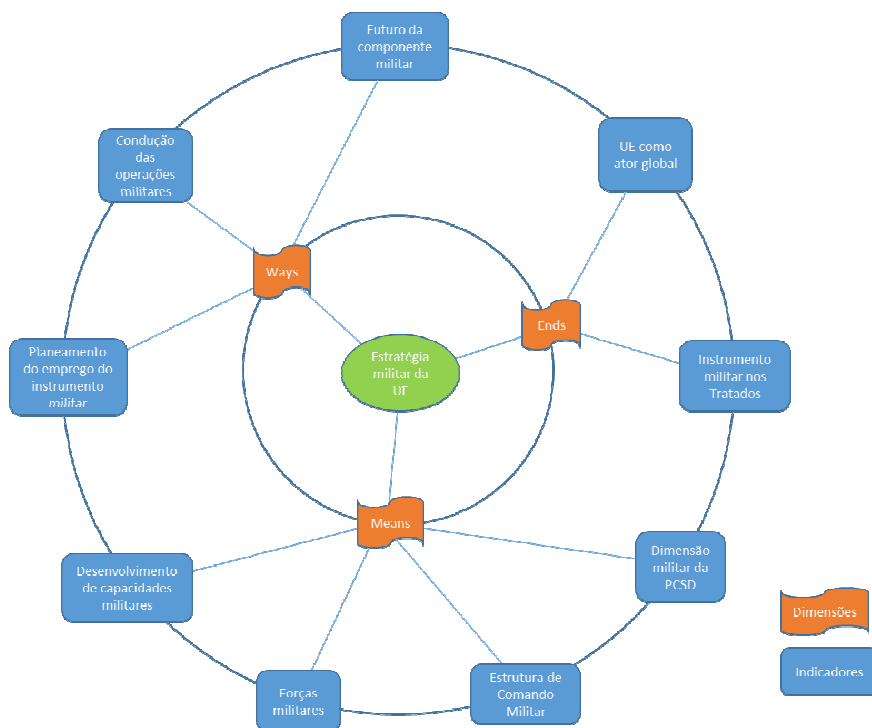 Futuro da
componente
militar
Condução
das
operações
militares
UE como
ator global
Ways
Ends
Planeamento
do emprego do
instrumento
militar
Estratégia
militar da
UE
Instrumento
militar nos
Tratados
Means
Desenvolvimento
de capacidades
militares
Dimensão
militar da
PCSD
Dimensões
Forças
militares
Estrutura de
Comando
Militar
Indicadores